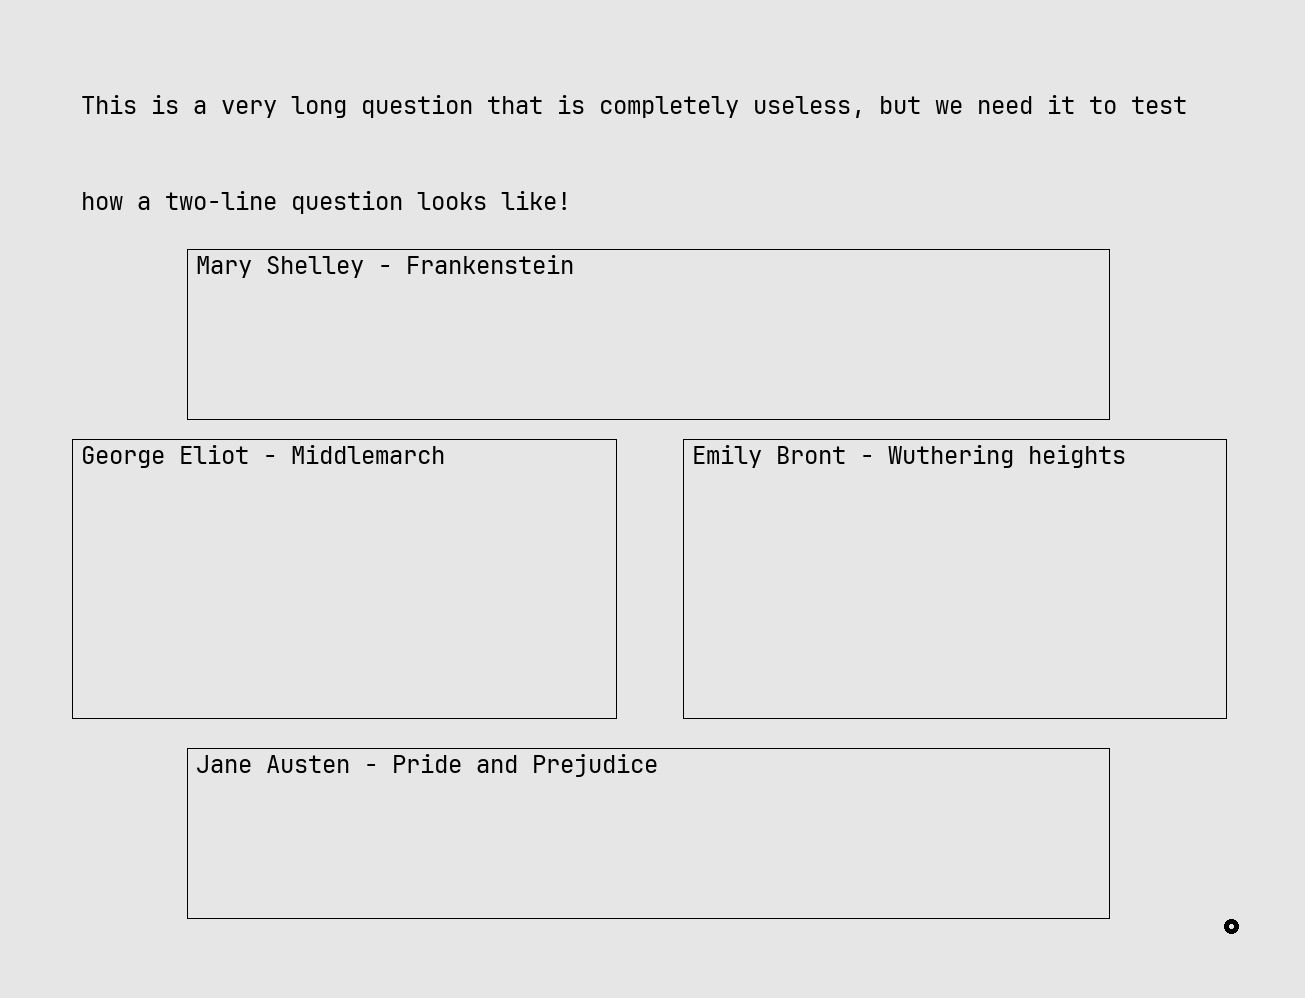 This is a very long question that is completely useless, but we need it to test
how a two-line question looks like!
Mary Shelley - Frankenstein
George Eliot - Middlemarch
Emily Bront - Wuthering heights
Jane Austen - Pride and Prejudice